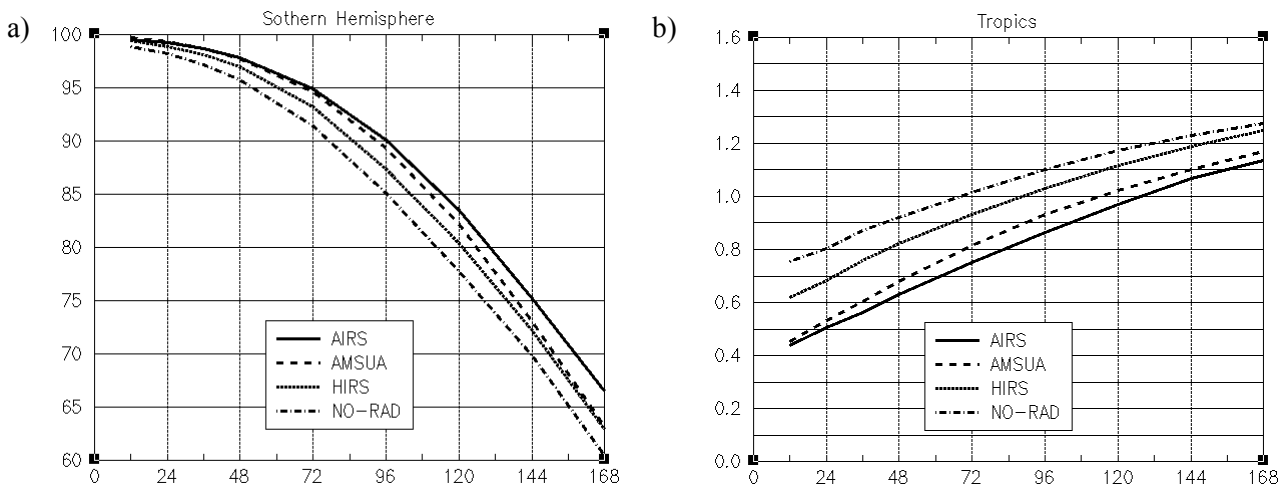 a)
Sothern Hemisphere
100
95
90
85
80
75
70
65
60
0 24 48 72 96 120 144 168
AIRS
AMSUA
HIRS
NO-RAD
b)
Tropics
1.6
1.4
1.2
1.0
0.8
0.6
0.4
0.2
0.0
0 24 48 72 96 120 144 168
AIRS
AMSUA
HIRS
NO-RAD